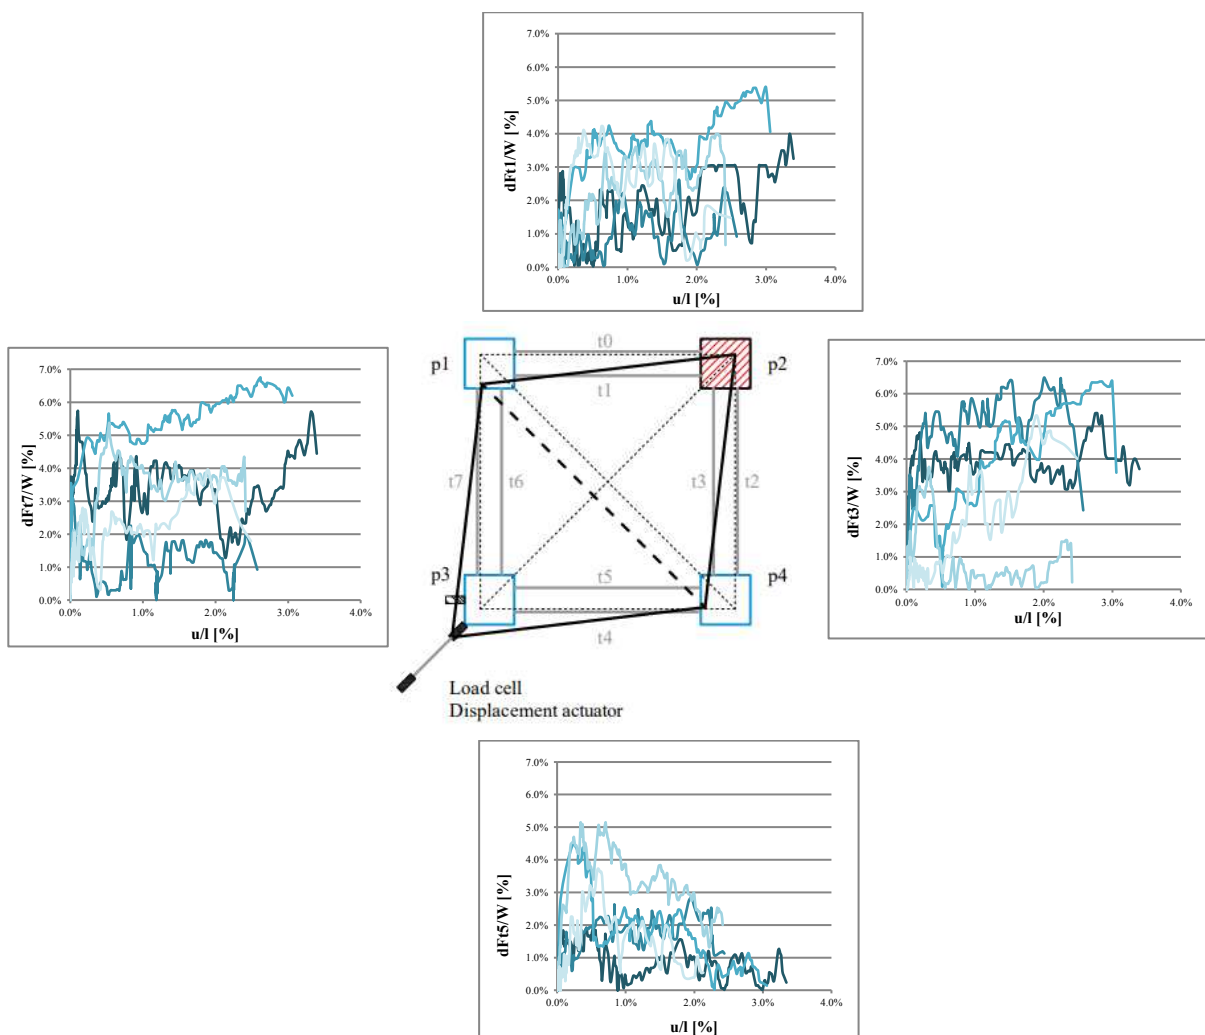 7.0%
6.0%
5.0%
4.0%
3.0%
2.0%
1.0%
0.0%
dFt1/W [%]
0.0% 1.0% 2.0% 3.0% 4.0%
u/l [%]
7.0%
6.0%
5.0%
4.0%
3.0%
2.0%
1.0%
0.0%
dFt7/W [%]
0.0% 1.0% 2.0% 3.0% 4.0%
u/l [%]
p1
t0
t1
p2
t7
t6
t3
t2
p3
t5
t4
p4
Load cell
Displacement actuator
7.0%
6.0%
5.0%
4.0%
3.0%
2.0%
1.0%
0.0%
dFt3/W [%]
0.0% 1.0% 2.0% 3.0% 4.0%
u/l [%]
7.0%
6.0%
5.0%
4.0%
3.0%
2.0%
1.0%
0.0%
dFt5/W [%]
0.0% 1.0% 2.0% 3.0% 4.0%
u/l [%]